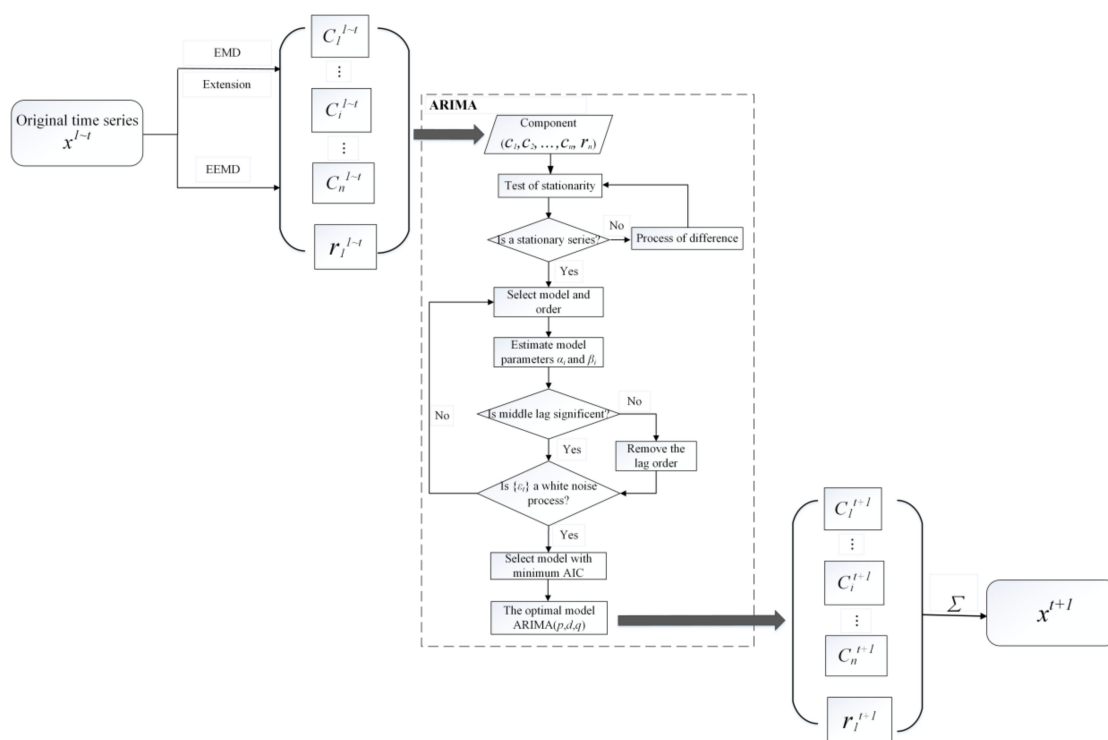 Original time series
x^{1~t}
EMD
Extension
EEMD
C_1^{1~t}
⋮
C_i^{1~t}
⋮
C_n^{1~t}
r_1^{1~t}
ARIMA
Component
(c_1, c_2, …, c_n, r_n)
Test of stationarity
Is a stationary series?
No
Process of difference
Yes
Select model and
order
Estimate model
parameters α_i and β_i
Is middle lag significant?
No
No
Yes
Remove the
lag order
Is {ε_t} a white noise
process?
Yes
Select model with
minimum AIC
The optimal model
ARIMA(p,d,q)
C_1^{t+1}
⋮
C_i^{t+1}
⋮
C_n^{t+1}
r_1^{t+1}
Σ
x^{t+1}